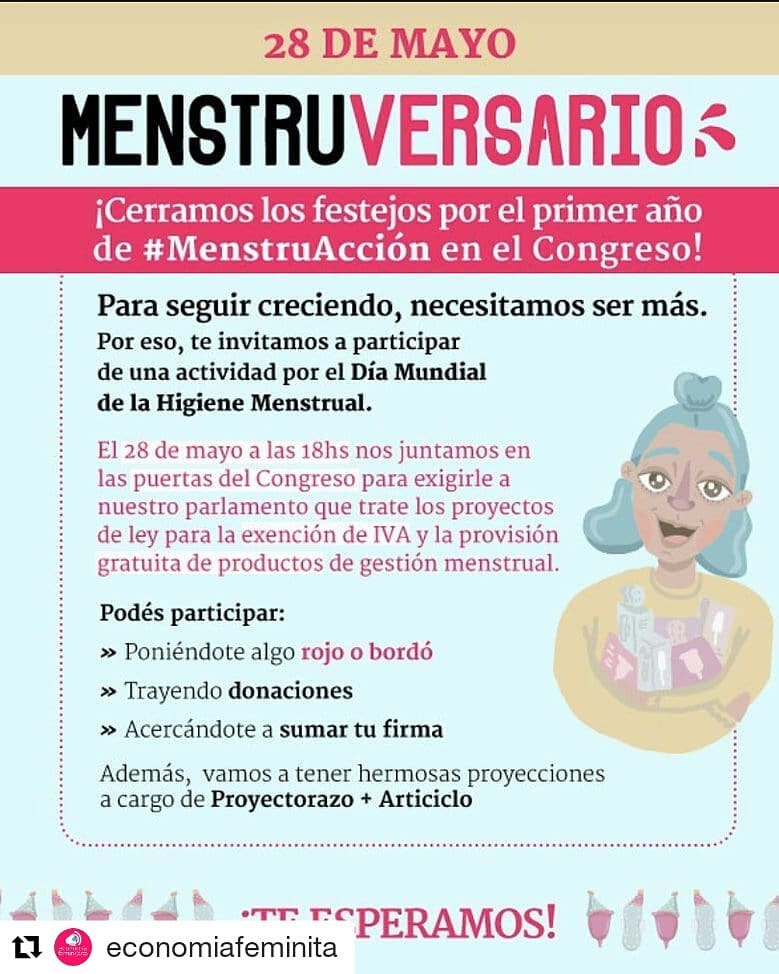 28 DE MAYO
MENSTRUVERSARIO
¡Cerramos los festejos por el primer año
de #MenstruAcción en el Congreso!
Para seguir creciendo, necesitamos ser más.
Por eso, te invitamos a participar
de una actividad por el Día Mundial
de la Higiene Menstrual.
El 28 de mayo a las 18hs nos juntamos en
las puertas del Congreso para exigirle a
nuestro parlamento que trate los proyectos
de ley para la exención de IVA y la provisión
gratuita de productos de gestión menstrual.
Podés participar:
» Poniéndote algo rojo o bordó
» Trayendo donaciones
» Acercándote a sumar tu firma
Además, vamos a tener hermosas proyecciones
a cargo de Proyectorazo + Articiclo
¡TE ESPERAMOS!
economiafeminita